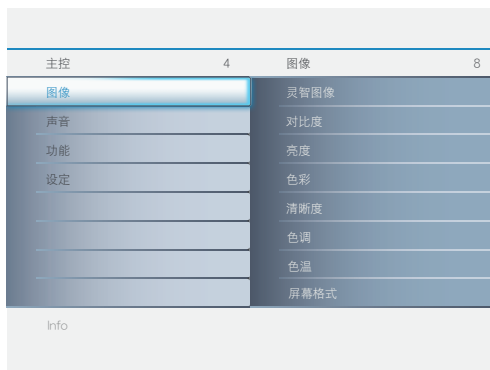 主控 4
图像
声音
功能
设定
图像 8
灵智图像
对比度
亮度
色彩
清晰度
色调
色温
屏幕格式
Info